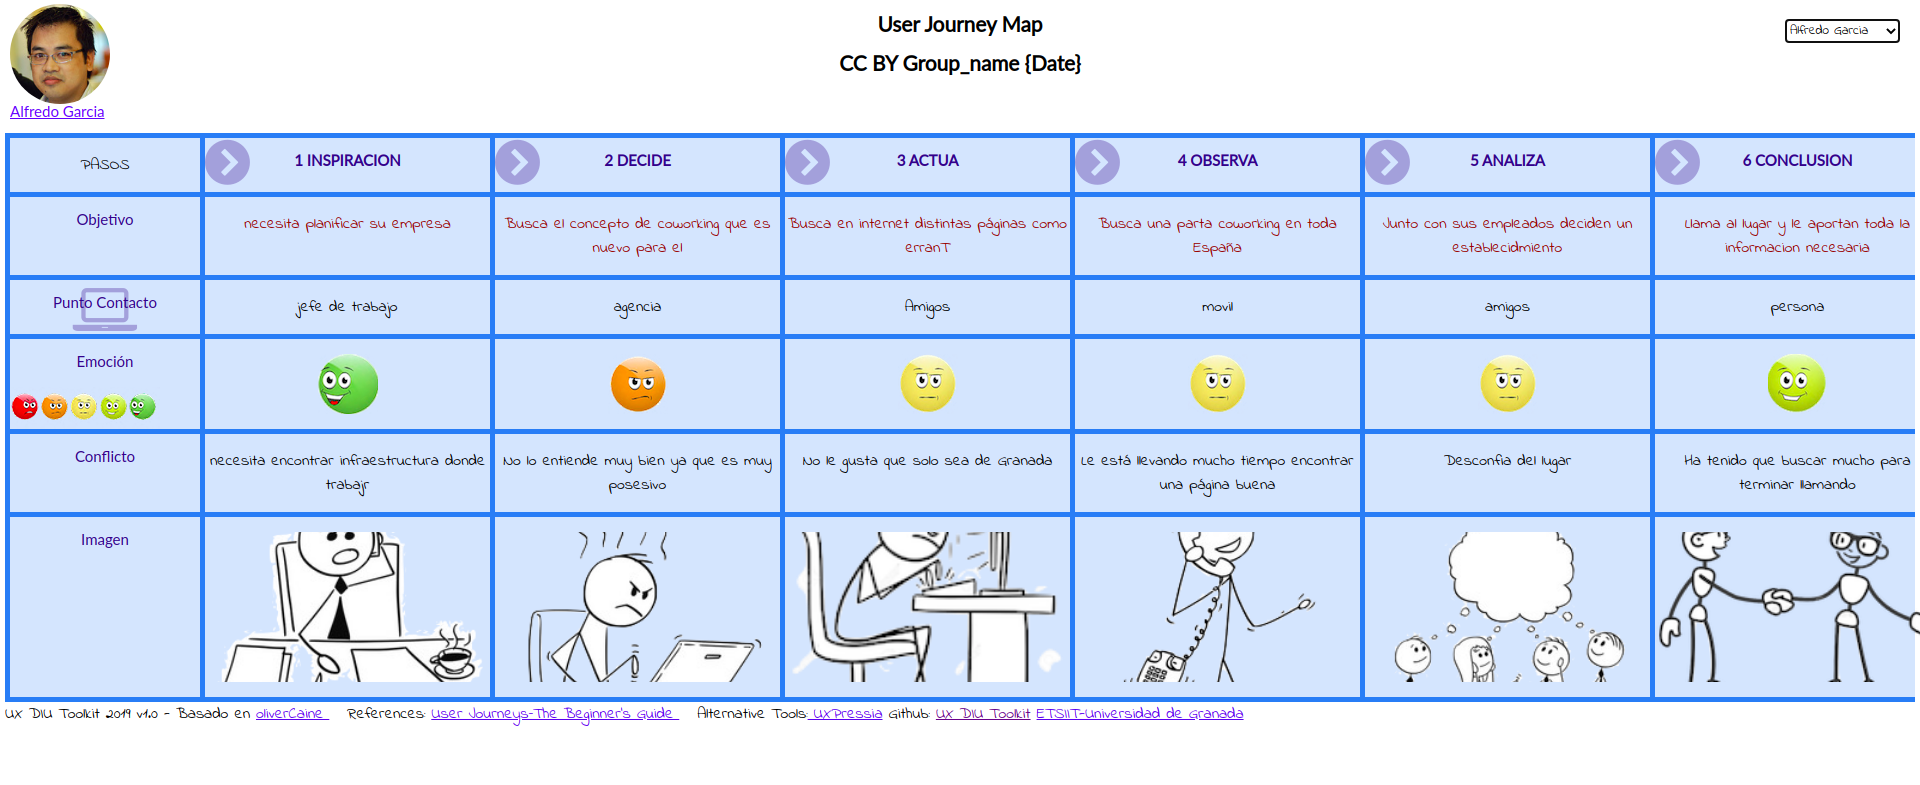 User Journey Map
Alfredo Garcia
CC BY Group_name {Date}
Alfredo Garcia
PASOS
1 INSPIRACION
2 DECIDE
3 ACTUA
4 OBSERVA
5 ANALIZA
6 CONCLUSION
Objetivo
necesita planificar su empresa
Busca el concepto de coworking que es
nuevo para el
Busca en internet distintas páginas como
erranT
Busca una parta coworking en toda
España
Junto con sus empleados deciden un
establecidmiento
Llama al lugar y le aportan toda la
informacion necesaria
Punto Contacto
jefe de trabajo
agencia
Amigos
movil
amigos
persona
Emoción
Conflicto
necesita encontrar infraestructura donde
trabajr
No lo entiende muy bien ya que es muy
posesivo
No le gusta que solo sea de Granada
Le está llevando mucho tiempo encontrar
una página buena
Desconfia del lugar
Ha tenido que buscar mucho para
terminar llamando
Imagen
UX DIU Toolkit 2019 v1.0 - Basado en oliverCaine References: User Journeys-The Beginner's Guide Alternative Tools: UXPressia Github: UX DIU Toolkit ETSIIT-Universidad de Granada